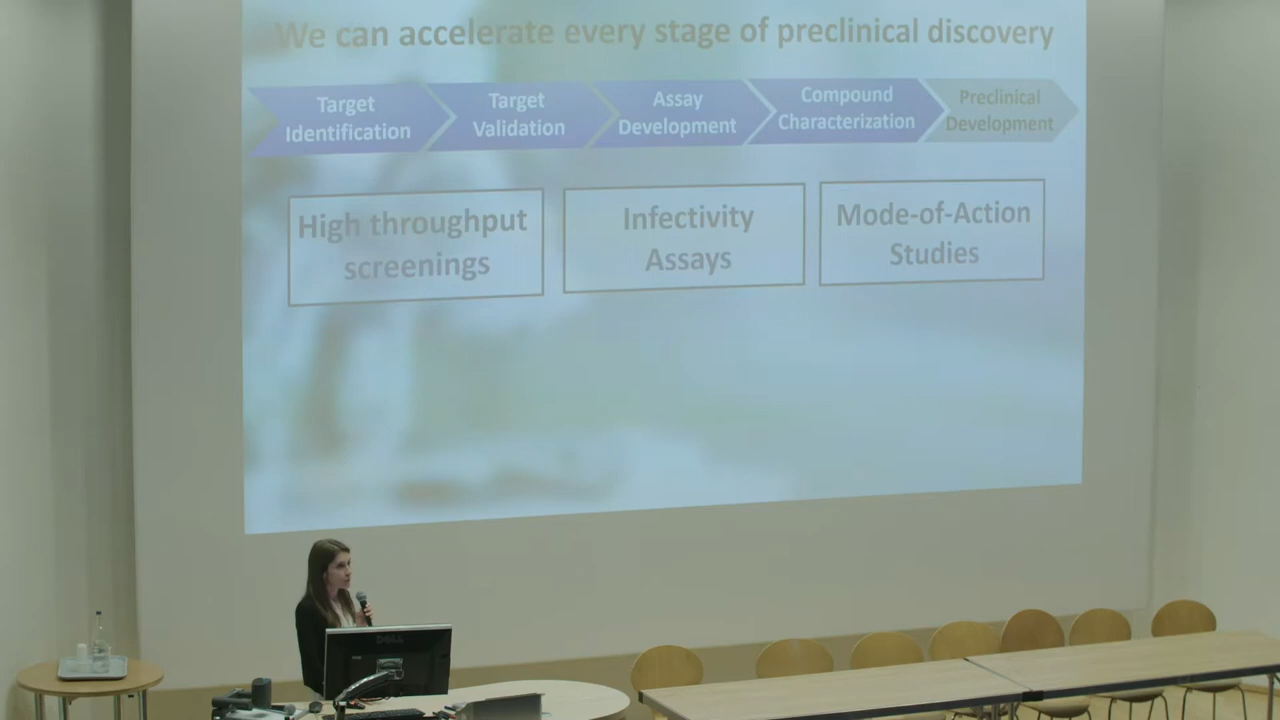 We can accelerate every stage of preclinical discovery
Target
Identification
Target
Validation
Assay
Development
Compound
Characterization
Preclinical
Development
High throughput
screenings
Infectivity
Assays
Mode-of-Action
Studies
DELL